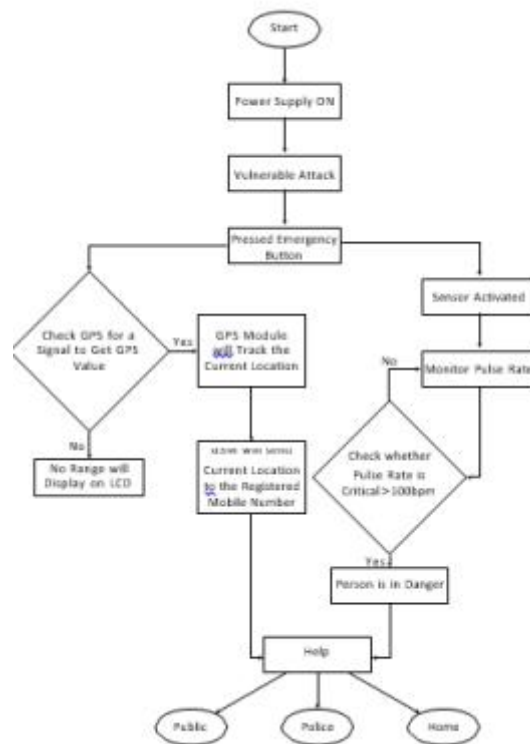 Start
Power Supply ON
Vulnerable Attack
Pressed Emergency
Button
Check GPS for a
Signal to Get GPS
Value
Yes
GPS Module
will Track the
Current Location
Sensor Activated
No
Monitor Pulse Rate
No
No Range will
Display on LCD
Will Send
Current Location
to the Registered
Mobile Number
Check whether
Pulse Rate is
Critical>100bpm
Yes
Person is in Danger
Help
Public
Police
Home